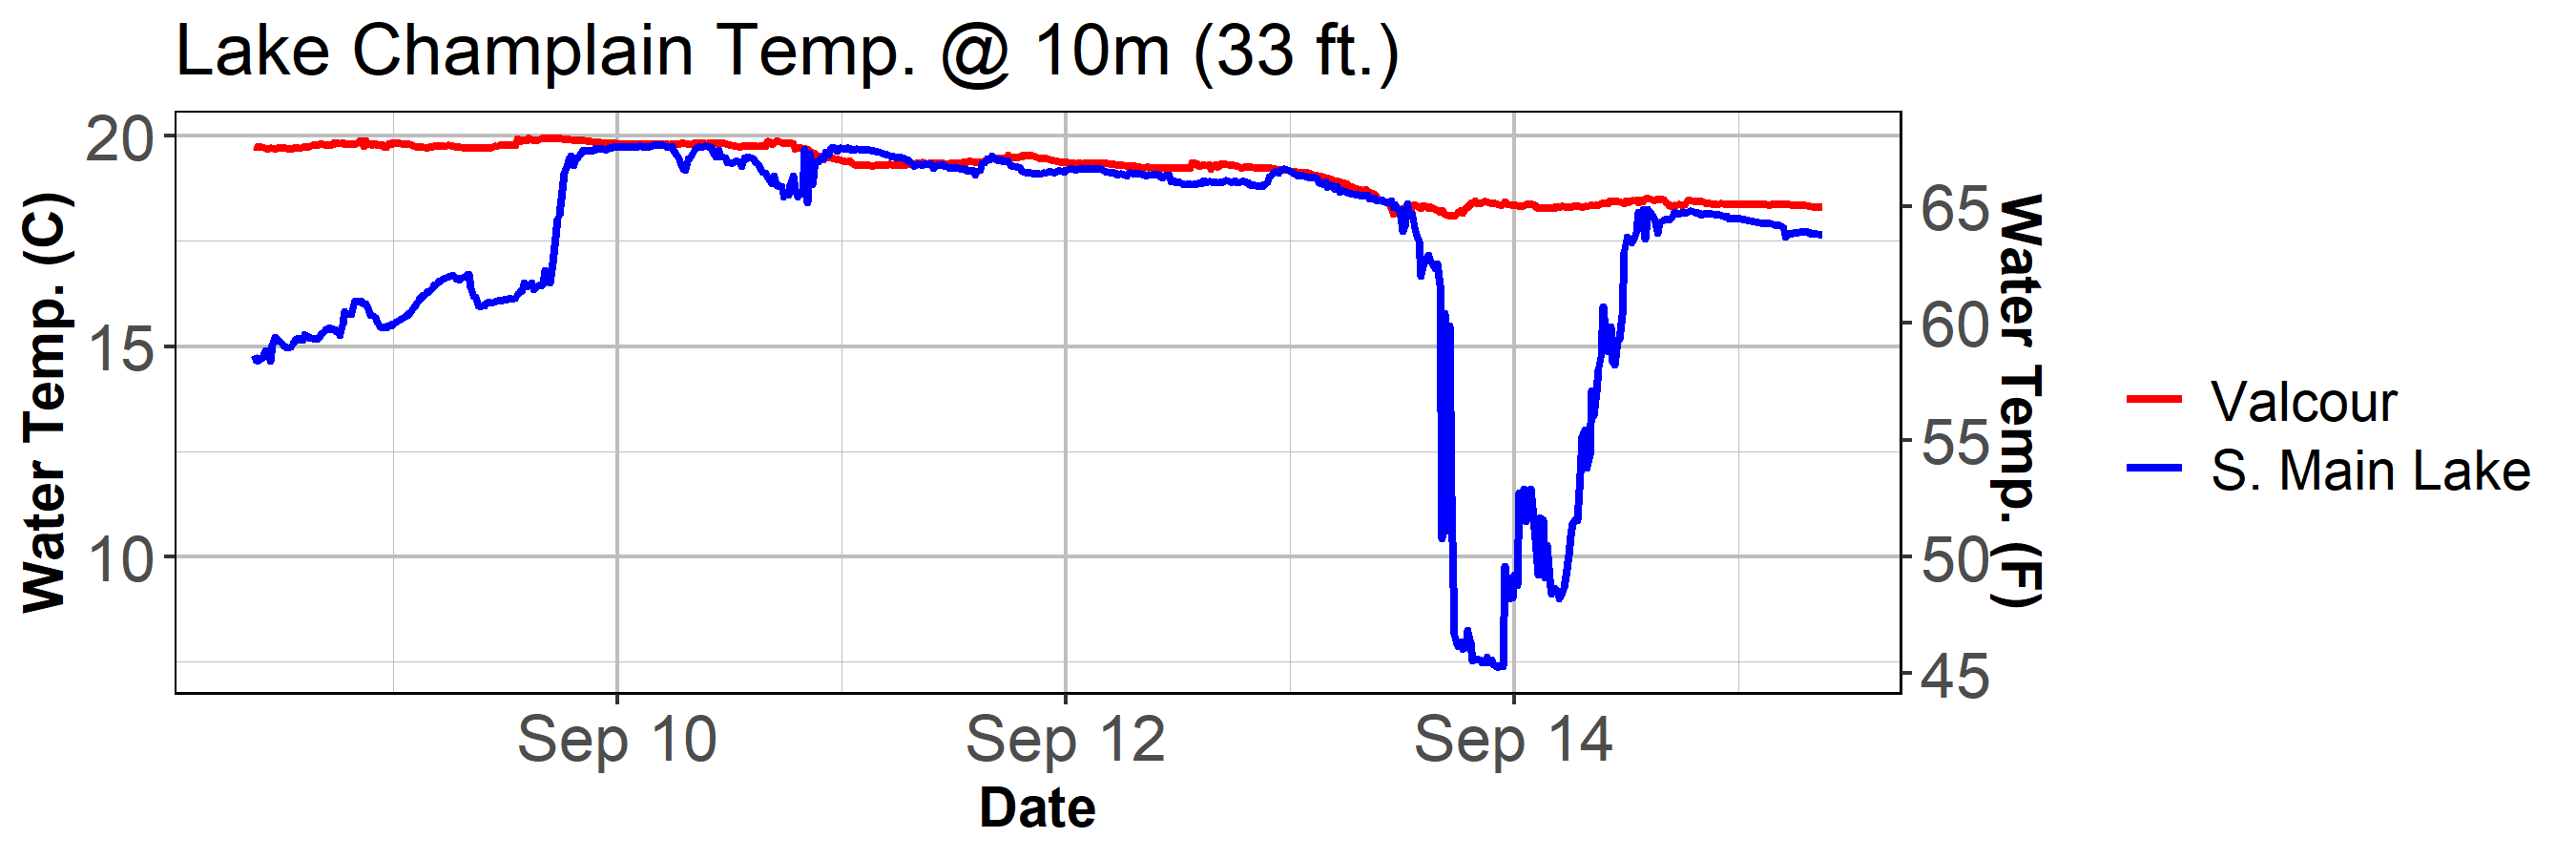 Lake Champlain Temp. @ 10m (33 ft.)
Water Temp. (C)
20
15
10
65
60
55
50
45
Water Temp. (F)
Sep 10
Sep 12
Sep 14
Date
Valcour
S. Main Lake